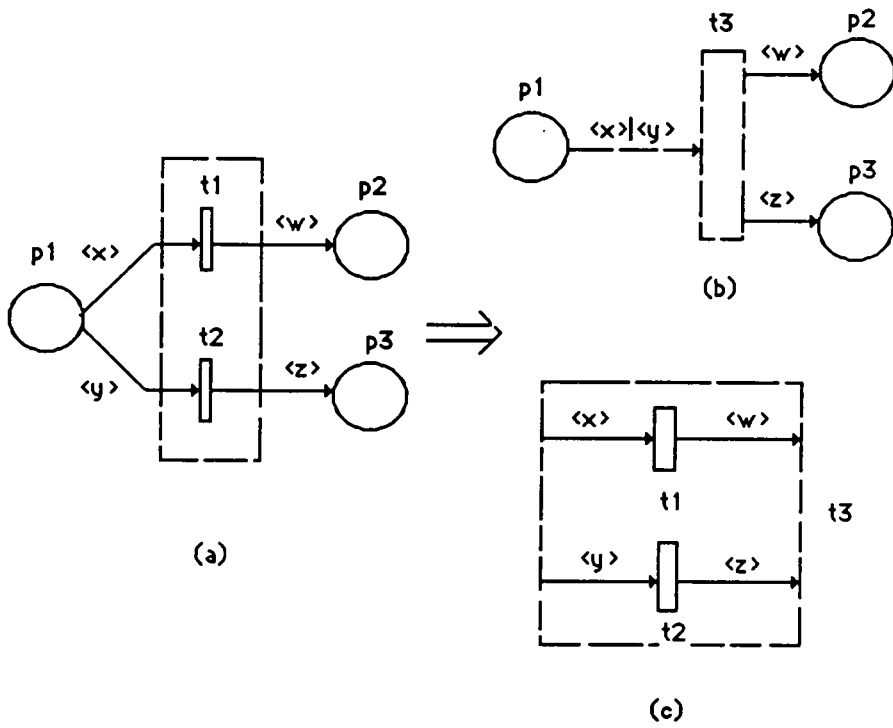 p1
<x>
<y>
t1
t2
<w>
<z>
p2
p3
(a)
p1
<x>|<y>
t3
<w>
<z>
p2
p3
(b)
<x>
<w>
t1
t3
<y>
<z>
t2
(c)